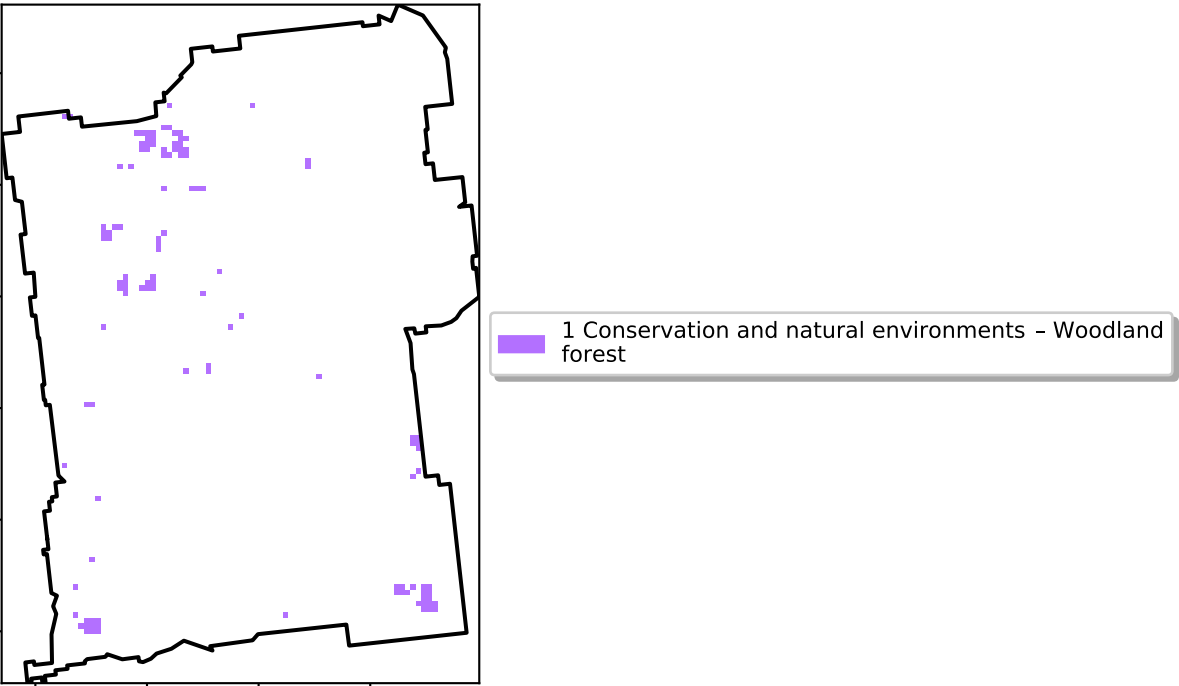 1 Conservation and natural environments – Woodland
forest